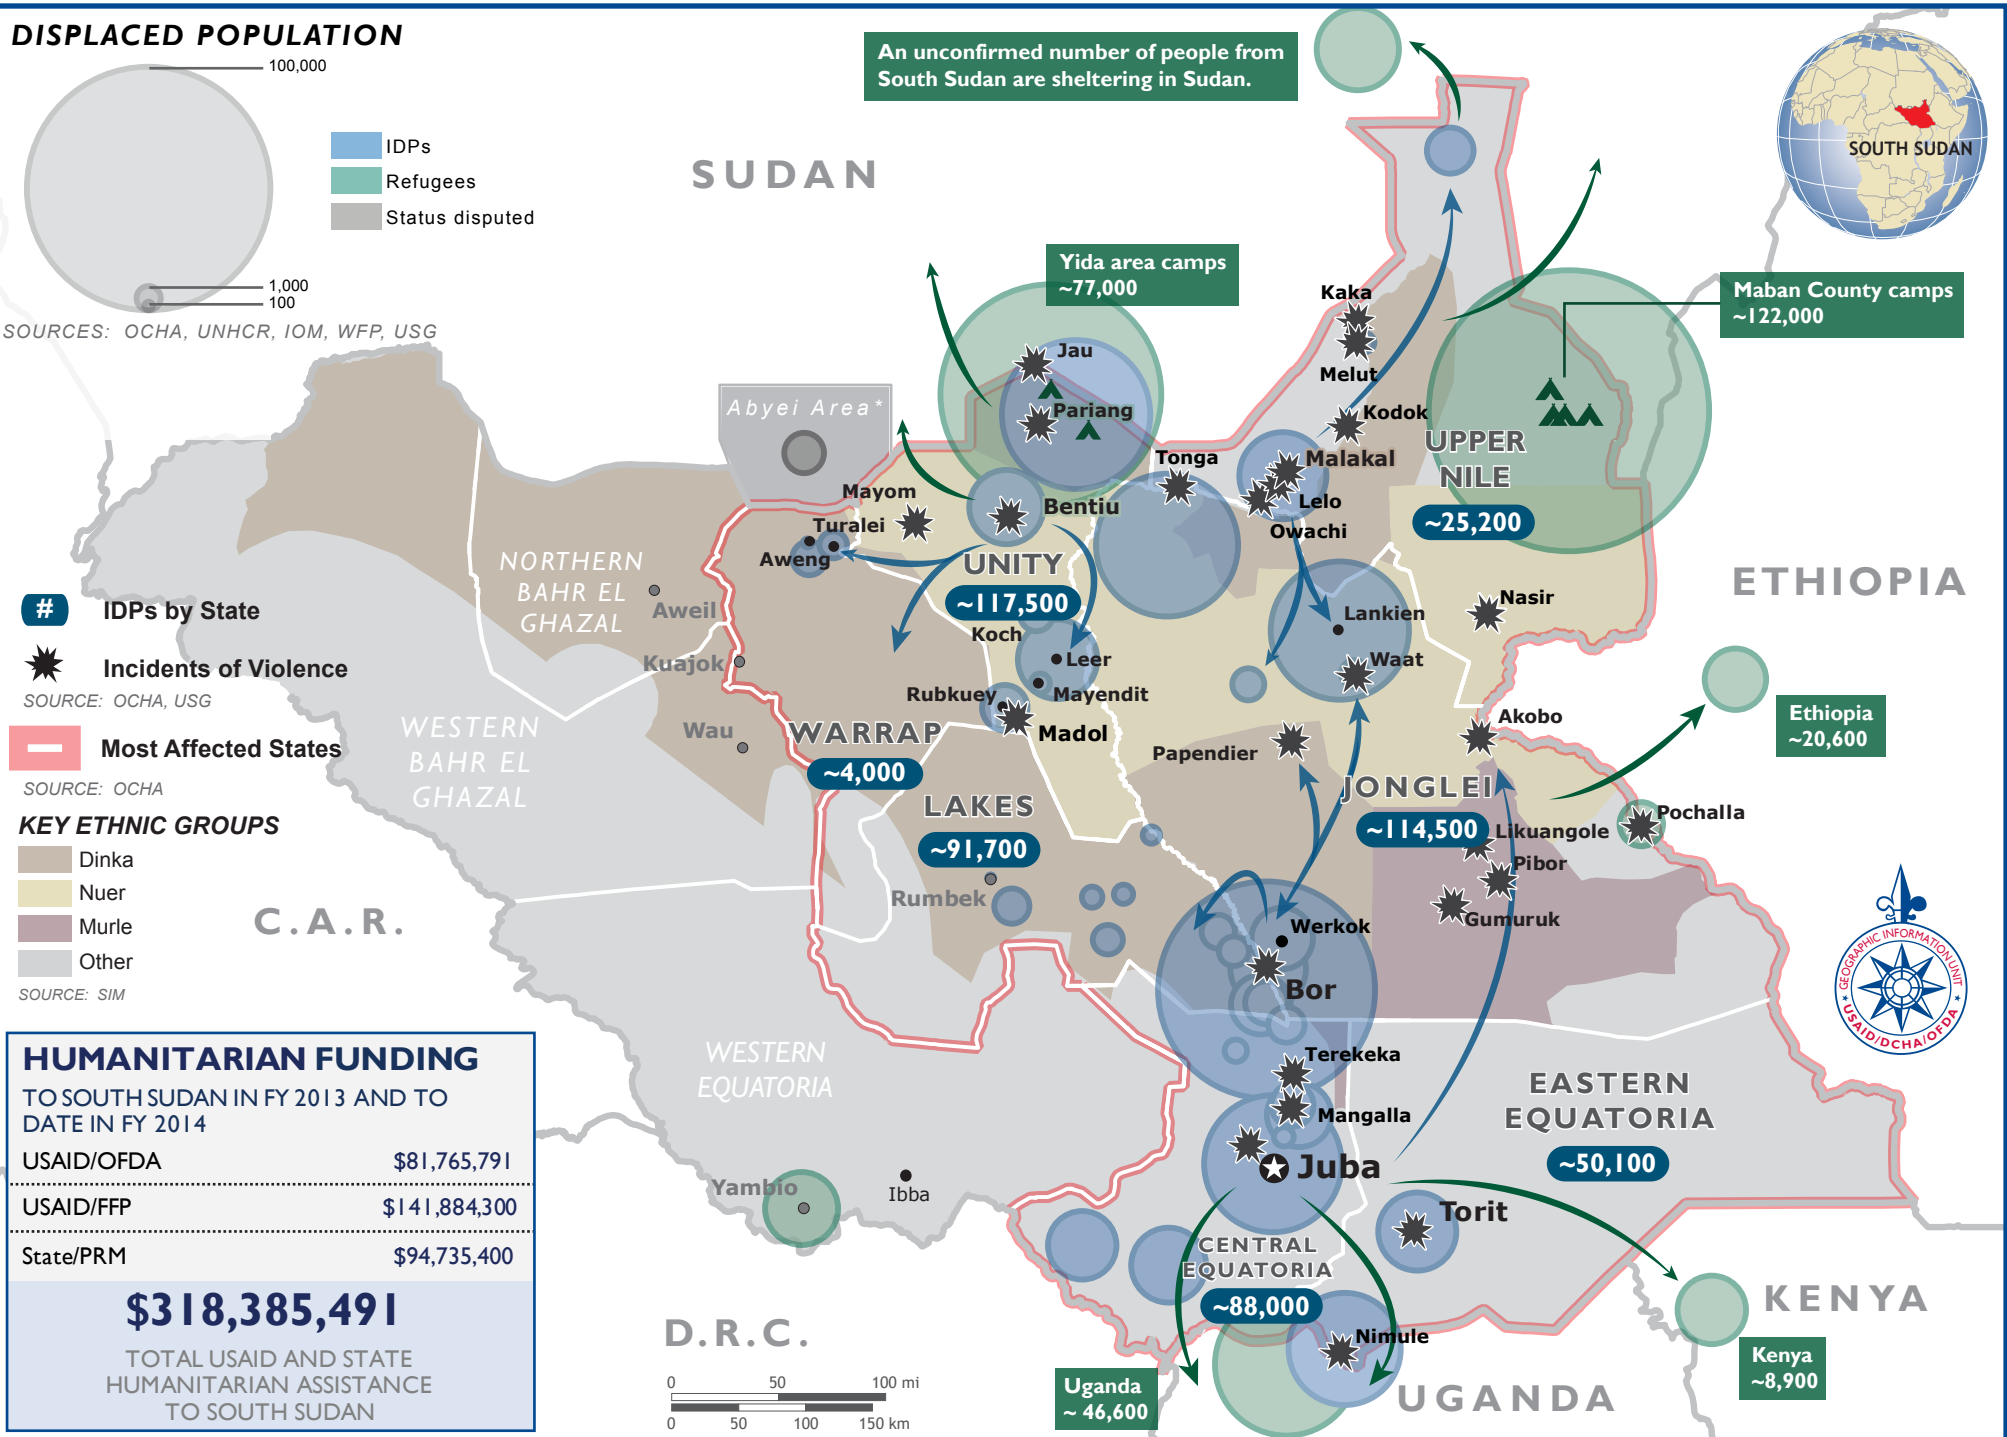 DISPLACED POPULATION
100,000
1,000
100
IDPs
Refugees
Status disputed
SOURCES: OCHA, UNHCR, IOM, WFP, USG
An unconfirmed number of people from
South Sudan are sheltering in Sudan.
SOUTH SUDAN
SUDAN
Yida area camps
~77,000
Maban County camps
~122,000
Kaka
Melut
Jau
Pariang
Abyei Area*
Kodok
UPPER
NILE
~25,200
Tonga
Malakal
Lelo
Owachi
Mayom
Bentiu
Turalei
Aweng
UNITY
~117,500
NORTHERN
BAHR EL
GHAZAL
Aweil
ETHIOPIA
Nasir
Lankien
Koch
Leer
Waat
Kuajok
Rubkuey
Mayendit
Madol
Akobo
Ethiopia
~20,600
Wau
WARRAP
~4,000
WESTERN
BAHR EL
GHAZAL
Papendier
JONGLEI
~114,500
Likuangole
Pochalla
Pibor
Gumuruk
LAKES
~91,700
Rumbek
Werkok
Bor
C.A.R.
# IDPs by State
Incidents of Violence
SOURCE: OCHA, USG
Most Affected States
SOURCE: OCHA
KEY ETHNIC GROUPS
Dinka
Nuer
Murle
Other
SOURCE: SIM
GEOGRAPHIC INFORMATION UNIT
★ USAID/DCHA/OFDA ★
HUMANITARIAN FUNDING
TO SOUTH SUDAN IN FY 2013 AND TO
DATE IN FY 2014
USAID/OFDA $81,765,791
USAID/FFP $141,884,300
State/PRM $94,735,400
$318,385,491
TOTAL USAID AND STATE
HUMANITARIAN ASSISTANCE
TO SOUTH SUDAN
WESTERN
EQUATORIA
Terekeka
Mangalla
Juba
EASTERN
EQUATORIA
~50,100
Yambio
Ibba
Torit
CENTRAL
EQUATORIA
~88,000
Nimule
KENYA
Kenya
~8,900
D.R.C.
Uganda
~ 46,600
UGANDA
0 50 100 mi
0 50 100 150 km